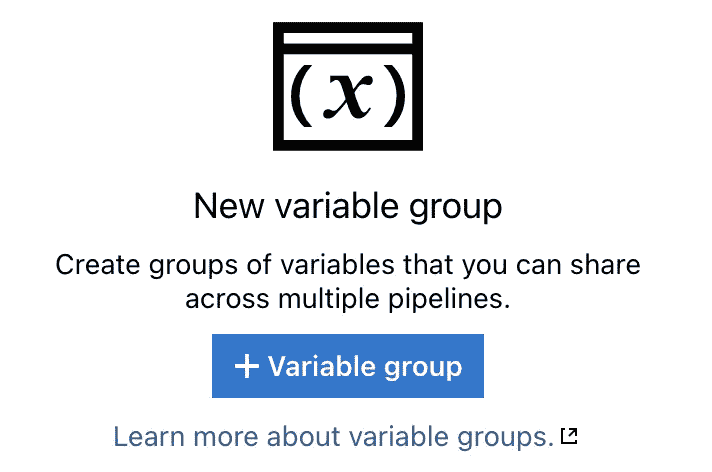 (x)
New variable group
Create groups of variables that you can share
across multiple pipelines.
+ Variable group
Learn more about variable groups.